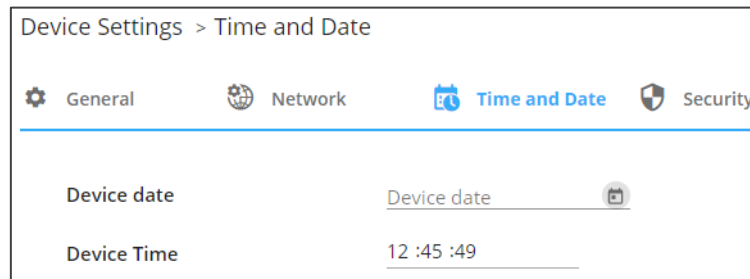 Device Settings > Time and Date
General Network Time and Date Security
Device date Device date
Device Time 12 :45 :49